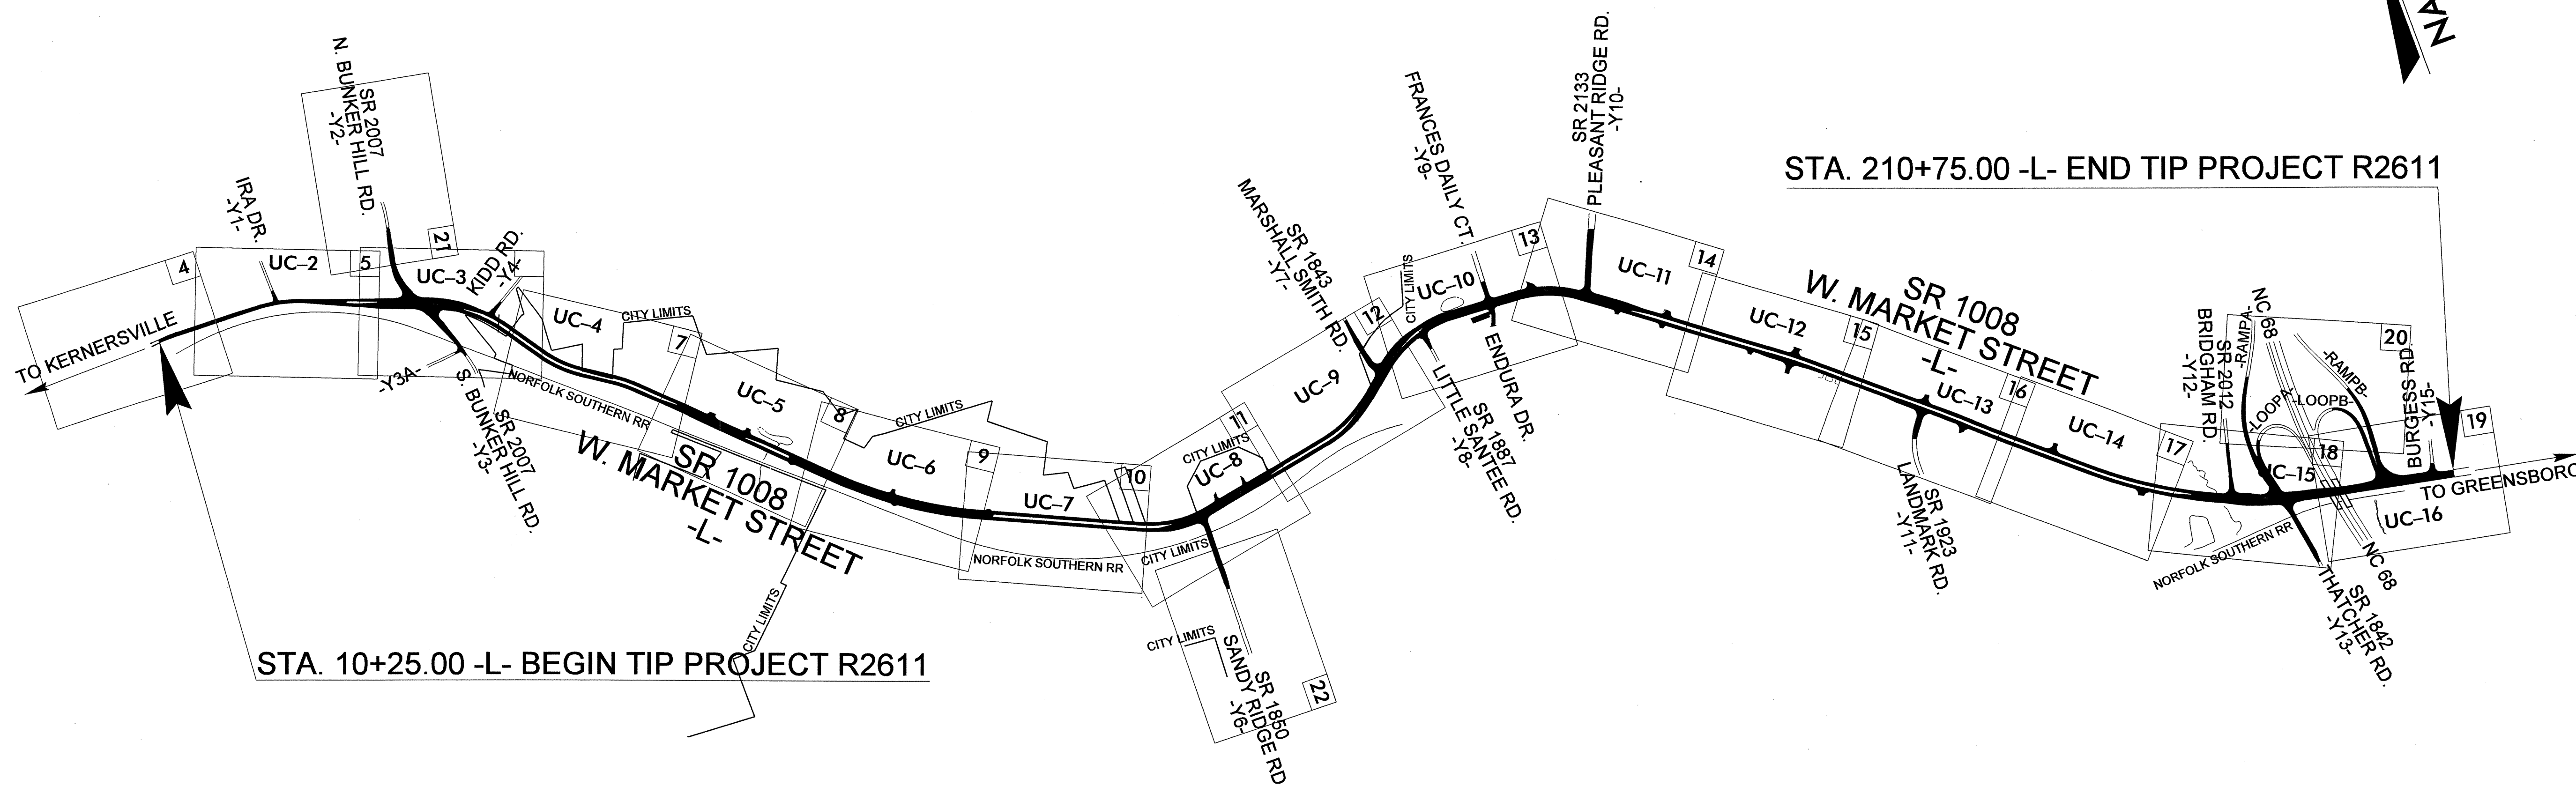 TO KERNERSVILLE
4
IRA DR.
-Y1-
UC-2
5
N. BUNKER HILL RD.
SR 2007
-Y2-
21
UC-3
KIDD RD.
-Y4-
-Y3A-
SR 2007
S. BUNKER HILL RD.
-Y3-
UC-4
CITY LIMITS
7
NORFOLK SOUTHERN RR
UC-5
8
SR 1008
W. MARKET STREET
-L-
CITY LIMITS
STA. 10+25.00 -L- BEGIN TIP PROJECT R2611
UC-6
CITY LIMITS
9
UC-7
10
NORFOLK SOUTHERN RR
CITY LIMITS
UC-8
CITY LIMITS
11
CITY LIMITS
SR 1850
SANDY RIDGE RD
-Y6-
22
UC-9
12
SR 1843
MARSHALL SMITH RD.
-Y7-
CITY LIMITS
UC-10
13
FRANCES DAILY CT.
-Y9-
ENDURA DR.
SR 1887
LITTLE SANTEE RD.
-Y8-
SR 2133
PLEASANT RIDGE RD.
-Y10-
UC-11
14
UC-12
15
SR 1008
W. MARKET STREET
-L-
UC-13
16
SR 1923
LANDMARK RD.
-Y11-
UC-14
17
STA. 210+75.00 -L- END TIP PROJECT R2611
SR 2012
BRIDGHAM RD.
-Y12-
-RAMPA-
NC 68
-LOOPA-
-LOOPB-
-RAMPB-
20
BURGESS RD.
-Y15-
19
18
UC-15
UC-16
TO GREENSBORO
NORFOLK SOUTHERN RR
NC 68
SR 1842
THATCHER RD.
-Y13-
NA